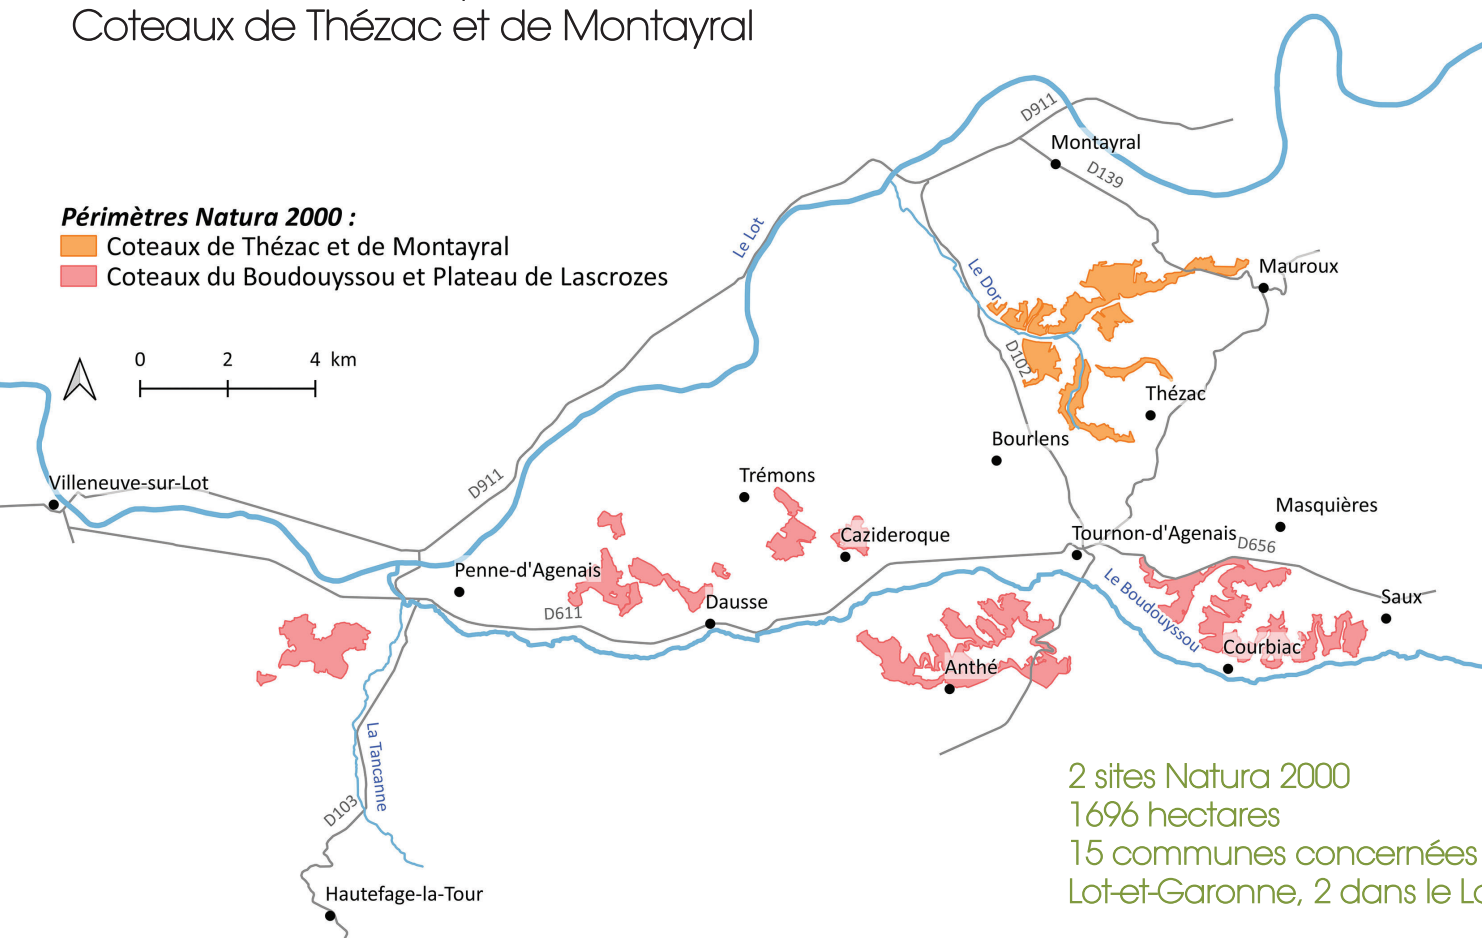 Coteaux de Thézac et de Montayral
D911
Montayral
D139
Périmètres Natura 2000 :
Coteaux de Thézac et de Montayral
Coteaux du Boudouyssou et Plateau de Lascrozes
Le Lot
Le Dor
Mauroux
0 2 4 km
D102
Thézac
Bourlens
Villeneuve-sur-Lot
D911
Trémons
Masquières
Cazideroque
Tournon-d'Agenais
D656
Penne-d'Agenais
Dausse
D611
Le Boudouyssou
Saux
Courbiac
Anthé
La Tancanne
D103
Hautefage-la-Tour
2 sites Natura 2000
1696 hectares
15 communes concernées
Lot-et-Garonne, 2 dans le